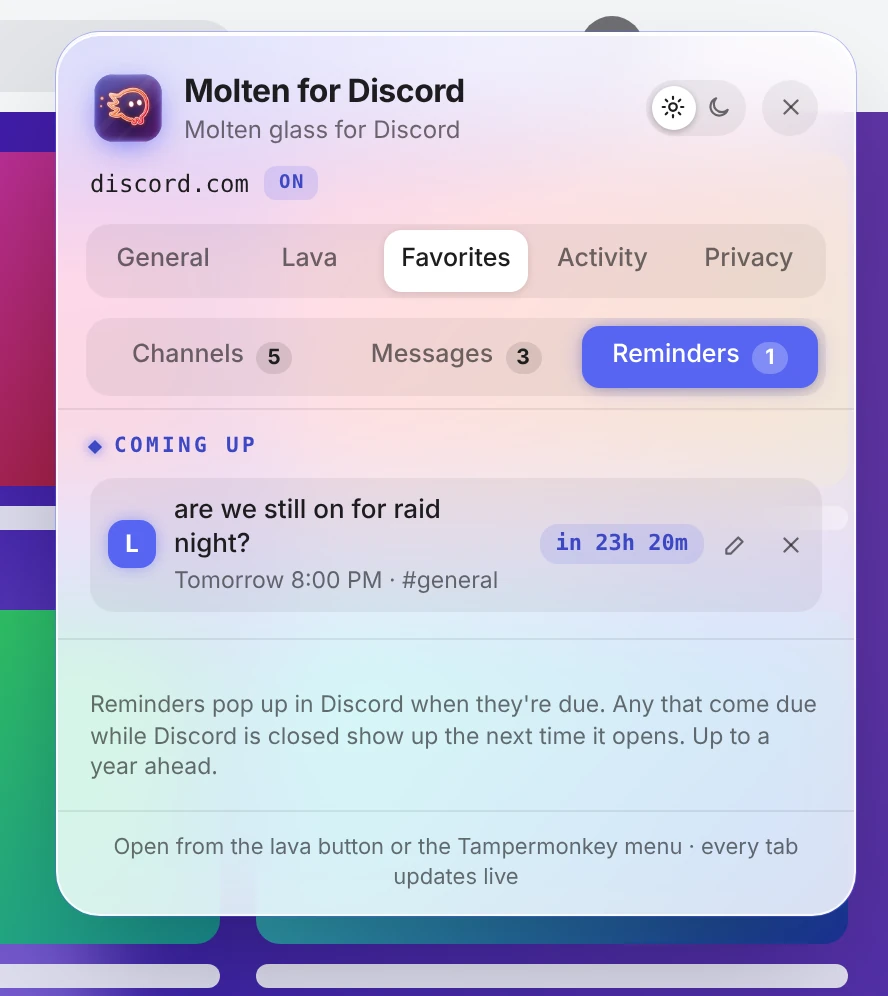 Molten for Discord
Molten glass for Discord
discord.com ON
General Lava Favorites Activity Privacy
Channels 5 Messages 3 Reminders 1
COMING UP
L
are we still on for raid
night?
in 23h 20m
Tomorrow 8:00 PM · #general
Reminders pop up in Discord when they're due. Any that come due
while Discord is closed show up the next time it opens. Up to a
year ahead.
Open from the lava button or the Tampermonkey menu · every tab
updates live